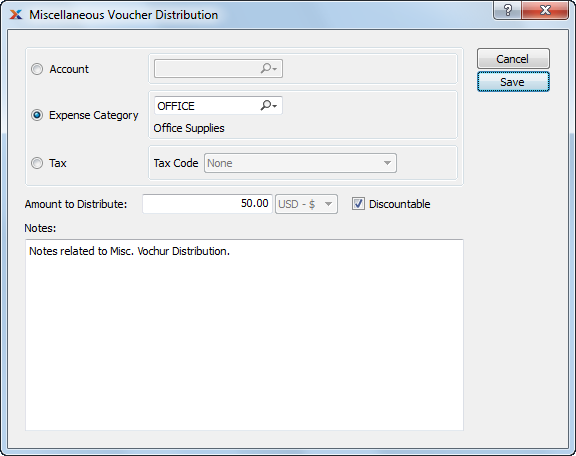 Miscellaneous Voucher Distribution
?
Account
Cancel
Save
Expense Category
OFFICE
Office Supplies
Tax
Tax Code
None
Amount to Distribute:
50.00
USD - $
Discountable
Notes:
Notes related to Misc. Vochur Distribution.